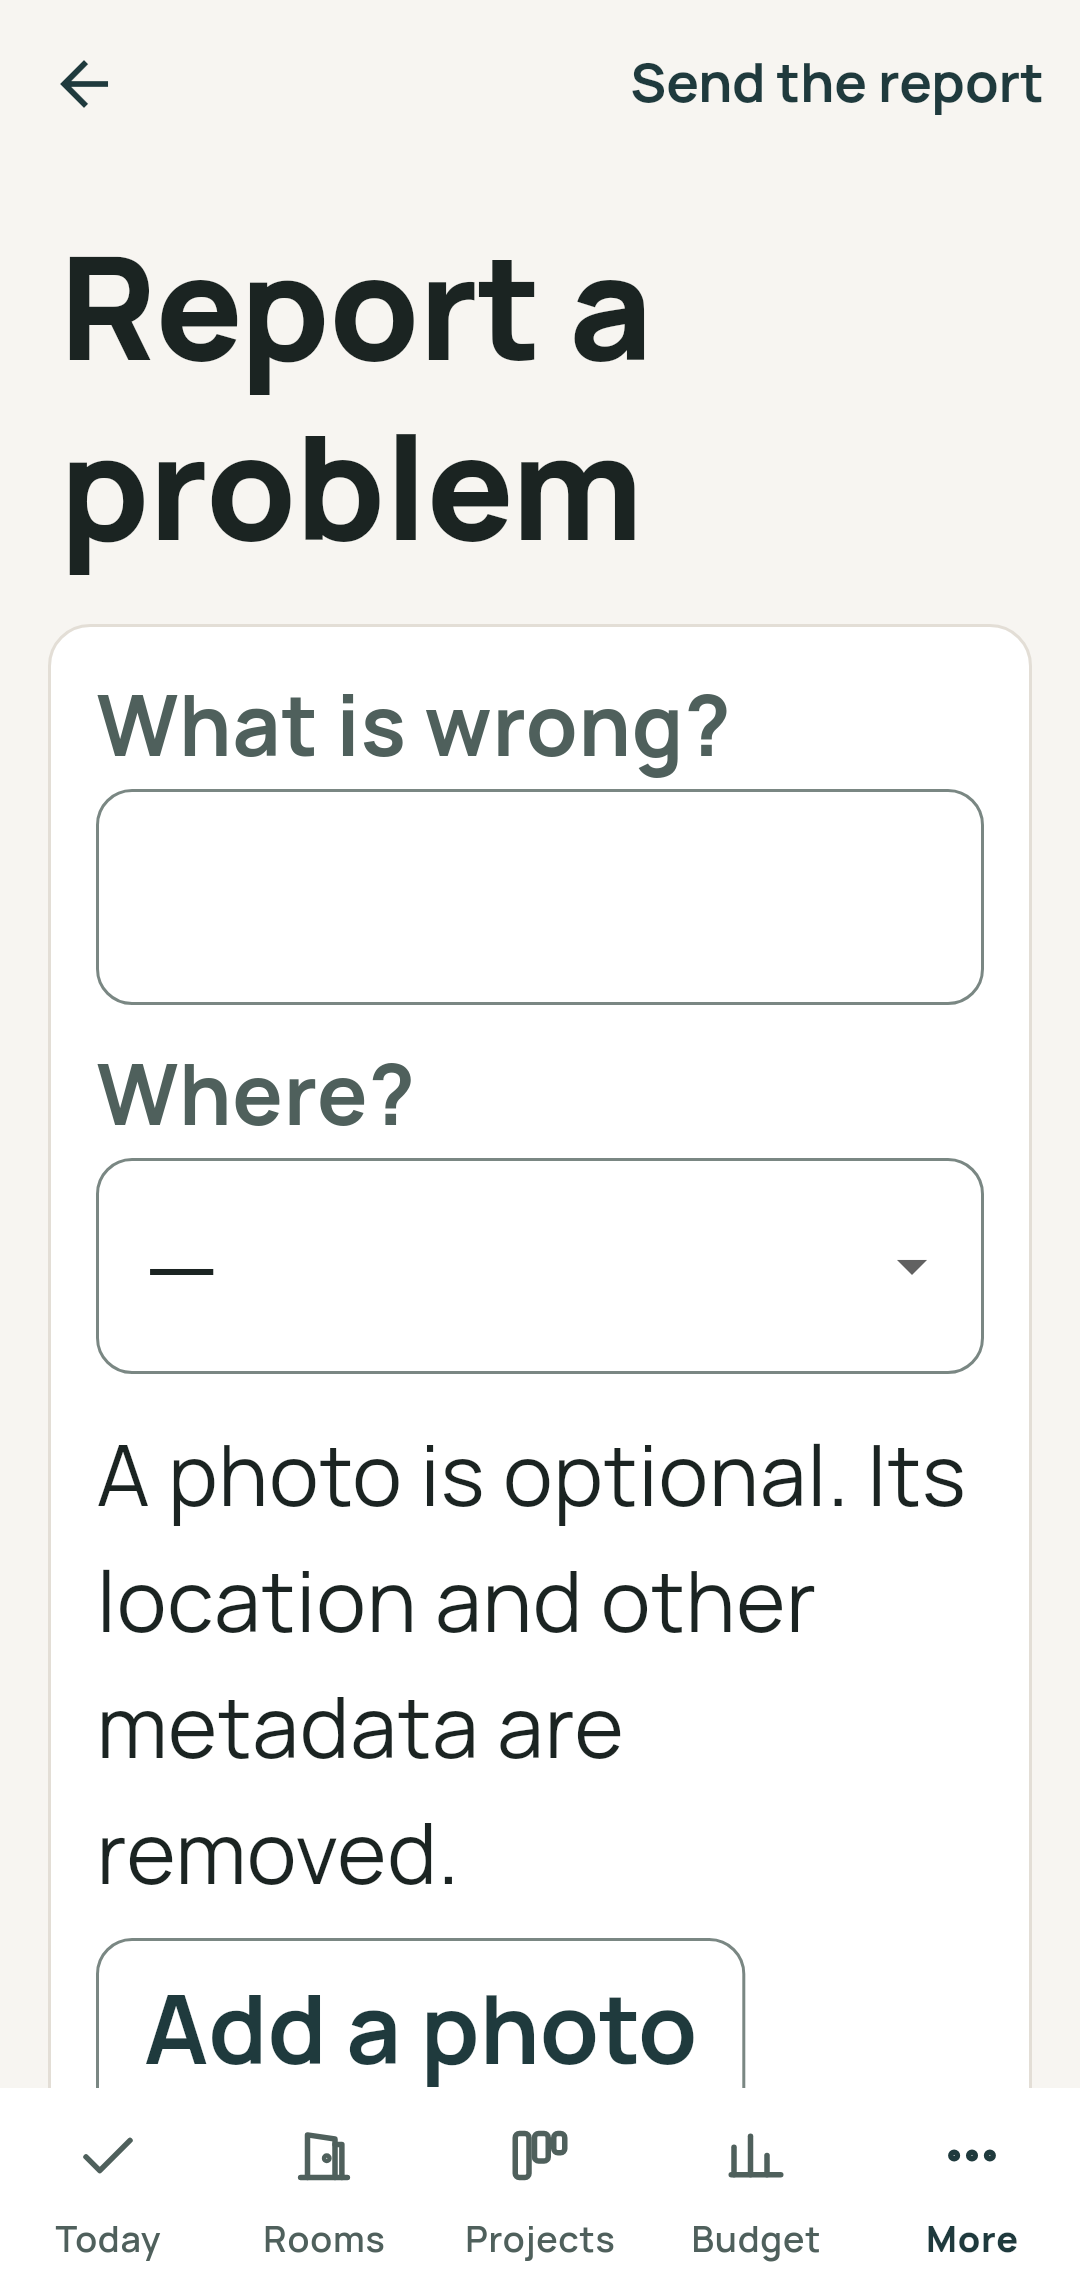 Send the report
Report a
problem
What is wrong?
Where?
—
A photo is optional. Its
location and other
metadata are
removed.
Add a photo
Today
Rooms
Projects
Budget
More